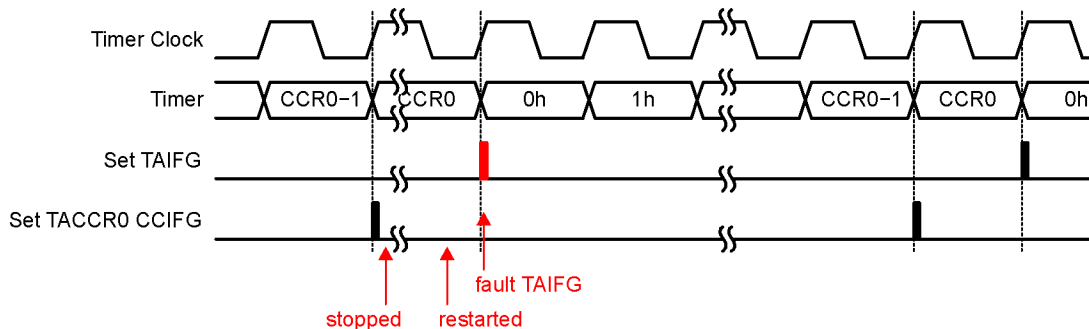 Timer Clock
Timer CCR0−1 CCR0 0h 1h CCR0−1 CCR0 0h
Set TAIFG
Set TACCR0 CCIFG
fault TAIFG
stopped restarted